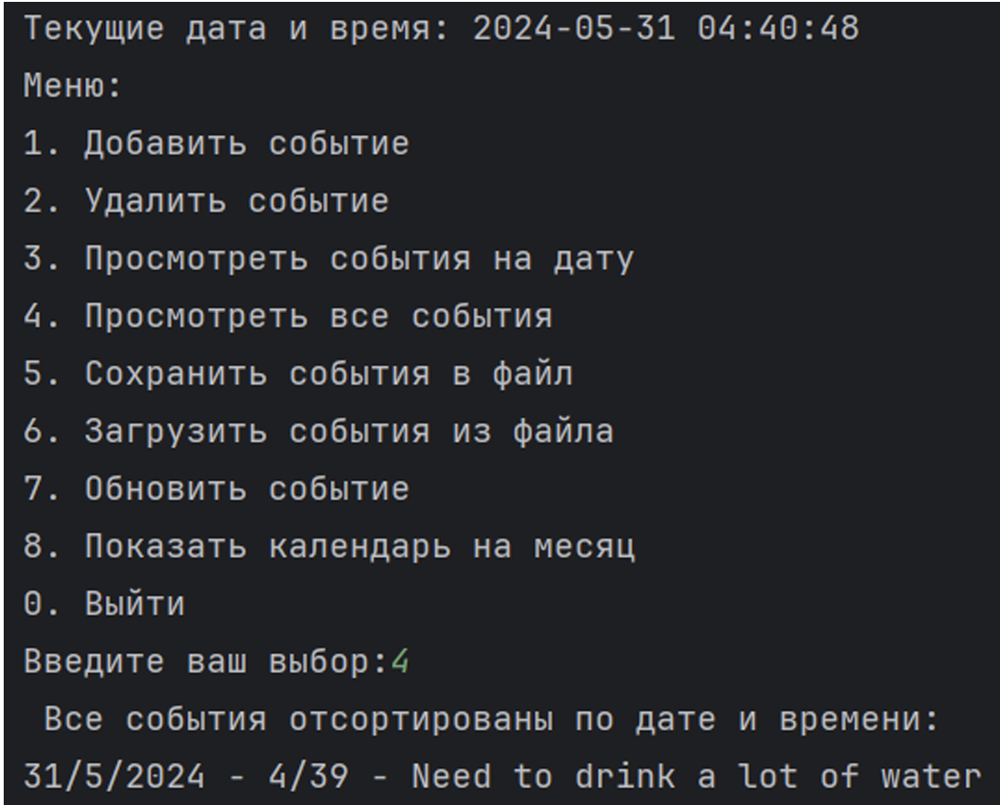 Текущие дата и время: 2024-05-31 04:40:48
Меню:
1. Добавить событие
2. Удалить событие
3. Просмотреть события на дату
4. Просмотреть все события
5. Сохранить события в файл
6. Загрузить события из файла
7. Обновить событие
8. Показать календарь на месяц
0. Выйти
Введите ваш выбор:4
Все события отсортированы по дате и времени:
31/5/2024 - 4/39 - Need to drink a lot of water